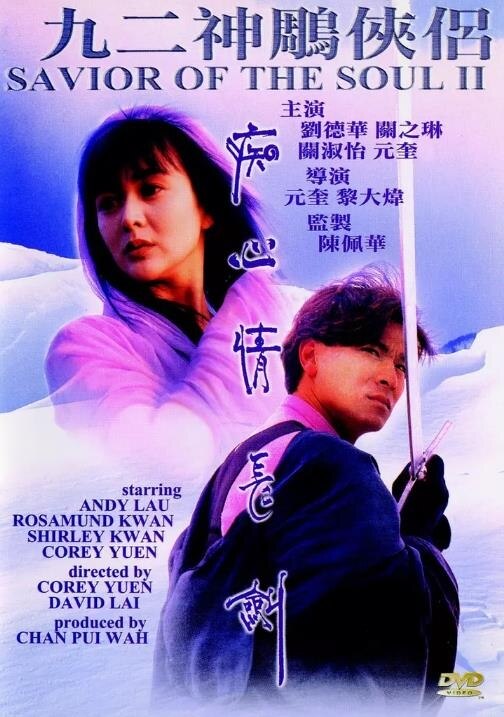 九二神鵰俠侶
SAVIOR OF THE SOUL II
主演
劉德華 關之琳
關淑怡 元奎
導演
元奎 黎大煒
監製
陳佩華
痴心情長劍
starring
ANDY LAU
ROSAMUND KWAN
SHIRLEY KWAN
COREY YUEN
directed by
COREY YUEN
DAVID LAI
produced by
CHAN PUI WAH
DVD
VIDEO